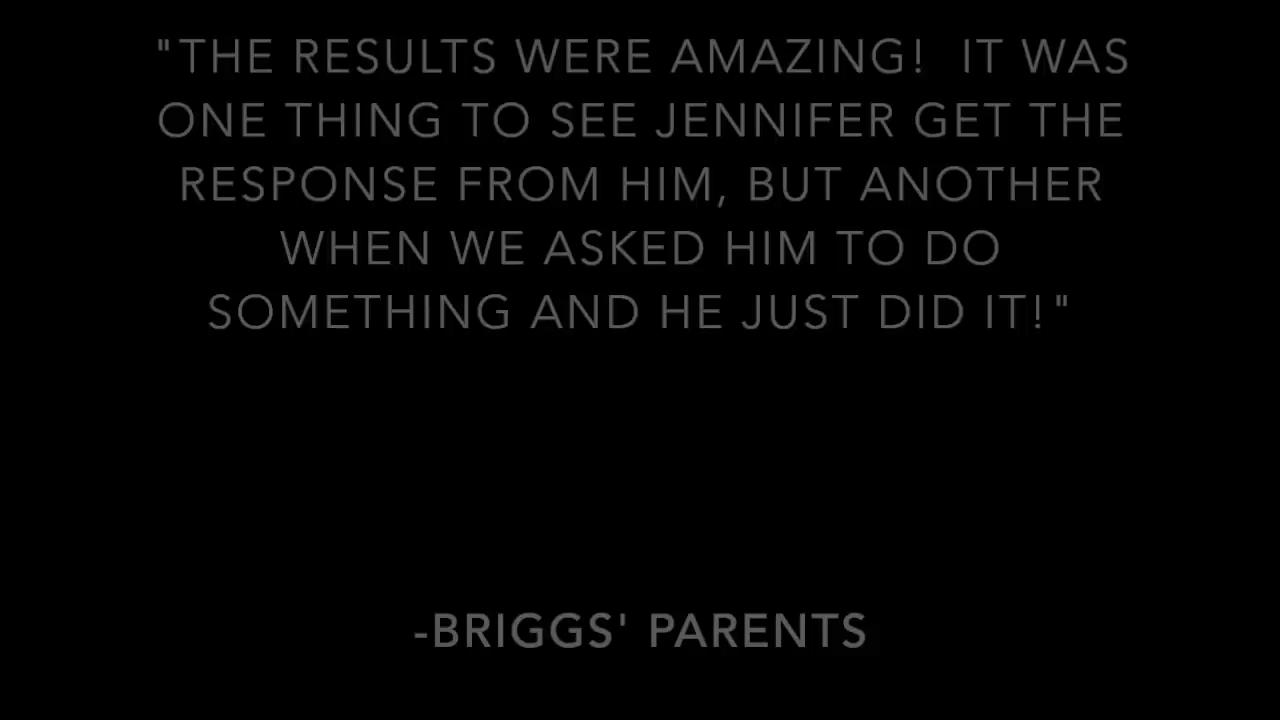 "THE RESULTS WERE AMAZING!  IT WAS
ONE THING TO SEE JENNIFER GET THE
RESPONSE FROM HIM, BUT ANOTHER
WHEN WE ASKED HIM TO DO
SOMETHING AND HE JUST DID IT!"
-BRIGGS' PARENTS